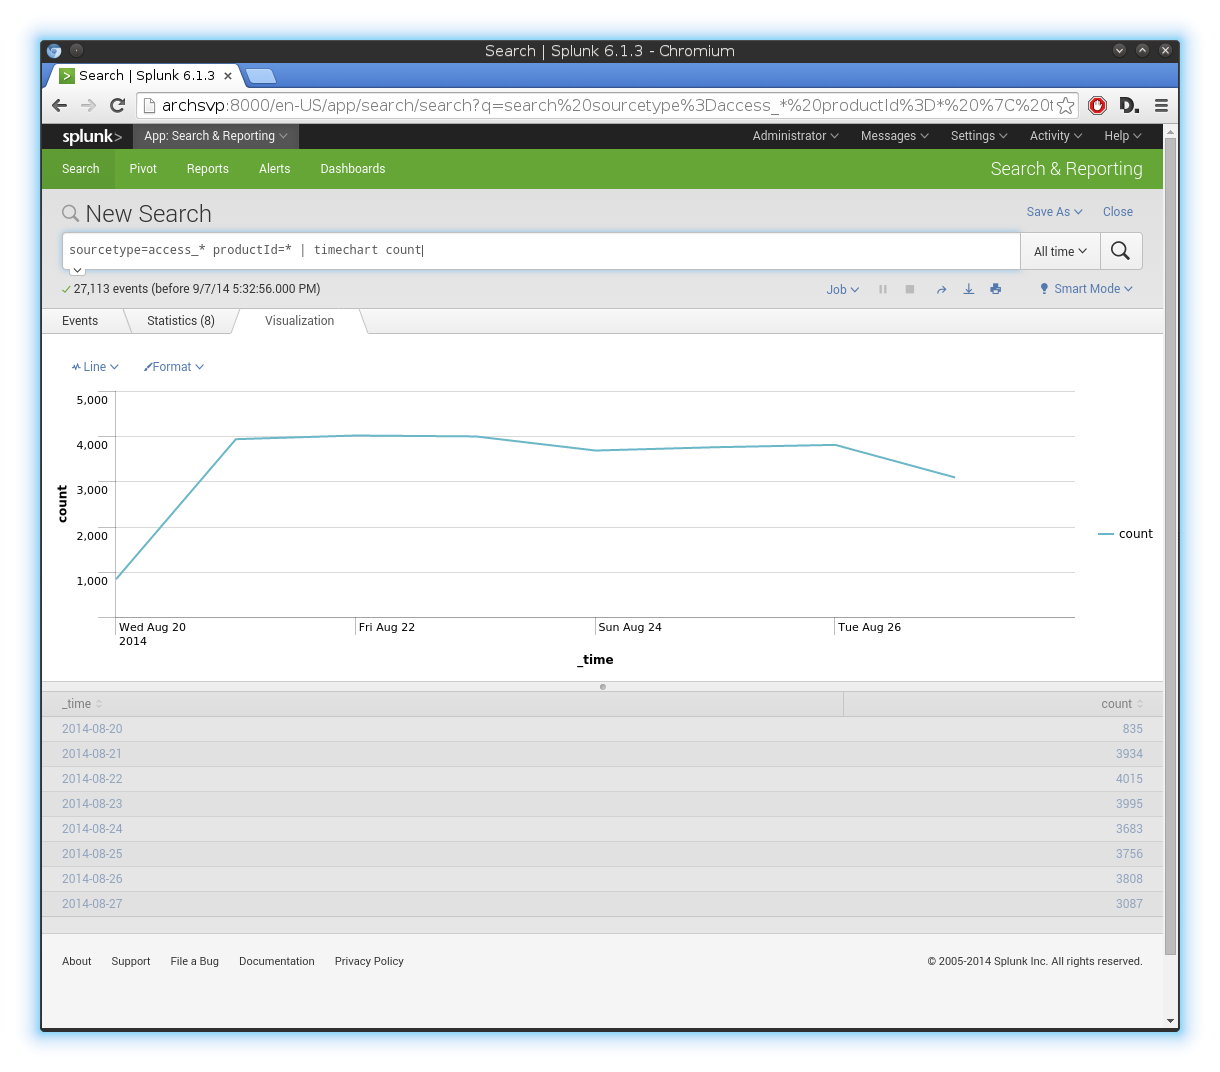 Search | Splunk 6.1.3 - Chromium
Search | Splunk 6.1.3 ×
archsvp:8000/en-US/app/search/search?q=search%20sourcetype%3Daccess_*%20productId%3D*%20%7C%20t
D.
splunk> App: Search & Reporting Administrator Messages Settings Activity Help
Search Pivot Reports Alerts Dashboards Search & Reporting
New Search Save As Close
sourcetype=access_* productId=* | timechart count All time
27,113 events (before 9/7/14 5:32:56.000 PM) Job Smart Mode
Events Statistics (8) Visualization
Line Format
5,000
4,000
3,000
2,000
1,000
count
count
Wed Aug 20 Fri Aug 22 Sun Aug 24 Tue Aug 26
2014
_time
_time count
2014-08-20 835
2014-08-21 3934
2014-08-22 4015
2014-08-23 3995
2014-08-24 3683
2014-08-25 3756
2014-08-26 3808
2014-08-27 3087
About Support File a Bug Documentation Privacy Policy © 2005-2014 Splunk Inc. All rights reserved.